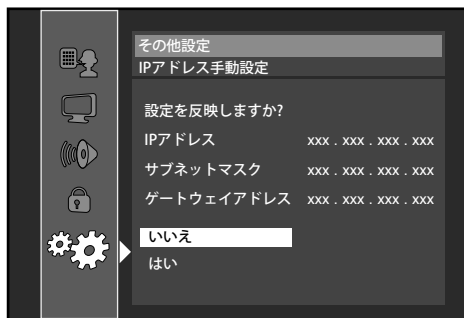 その他設定
IPアドレス手動設定
設定を反映しますか?
IPアドレス xxx . xxx . xxx . xxx
サブネットマスク xxx . xxx . xxx . xxx
ゲートウェイアドレス xxx . xxx . xxx . xxx
いいえ
はい